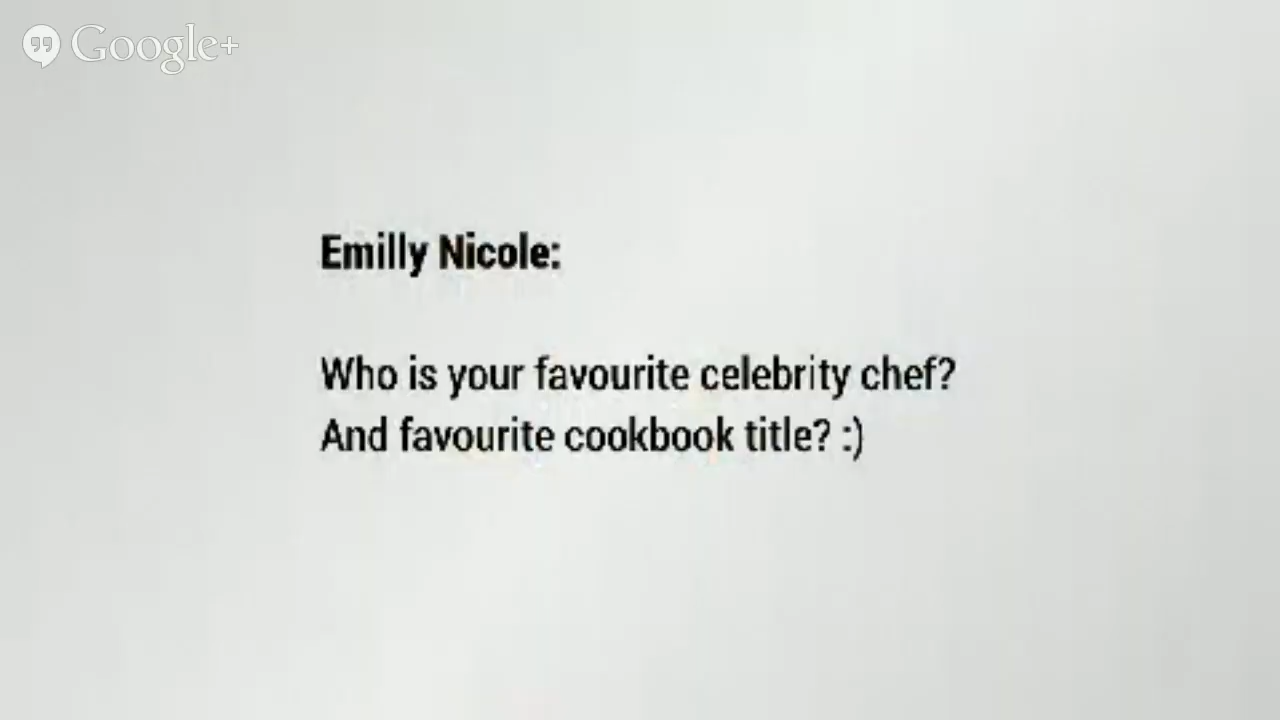 Google+
Emilly Nicole:
Who is your favourite celebrity chef?
And favourite cookbook title? :)